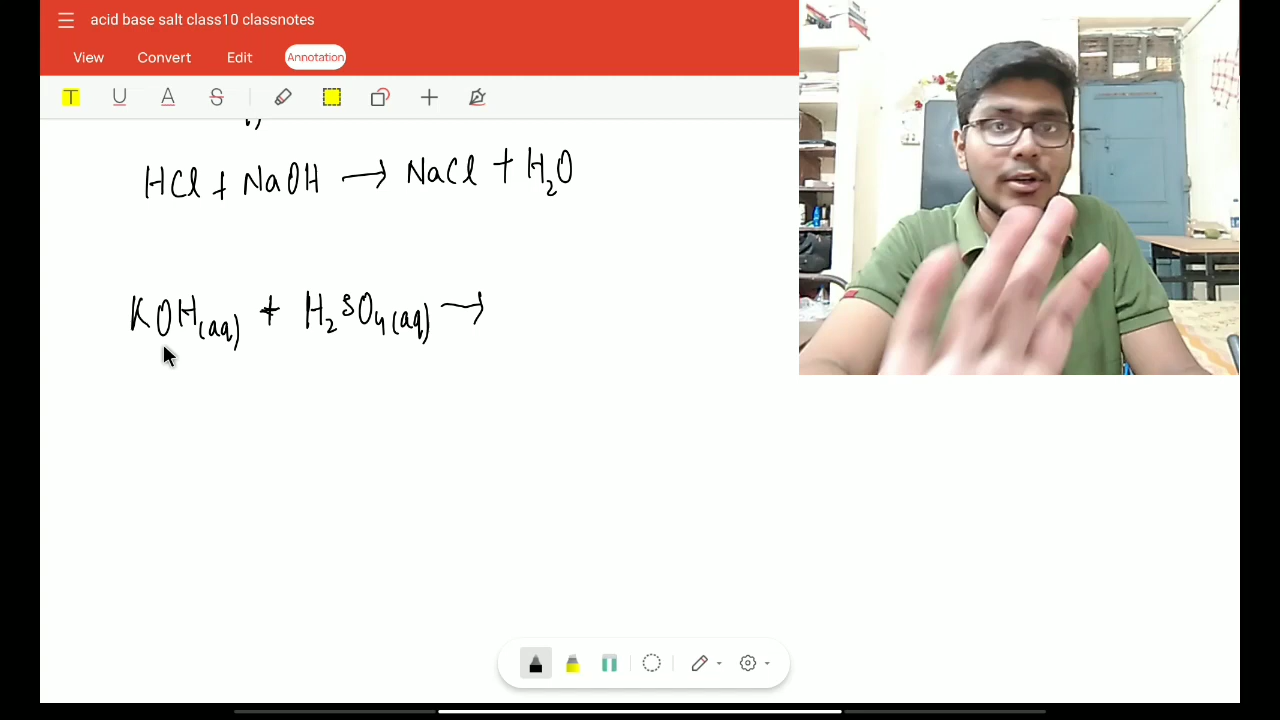 acid base salt class10 classnotes
View Convert Edit Annotation
T U A S
HCl + NaOH → NaCl + H₂O
KOH(aq) + H₂SO₄(aq) →